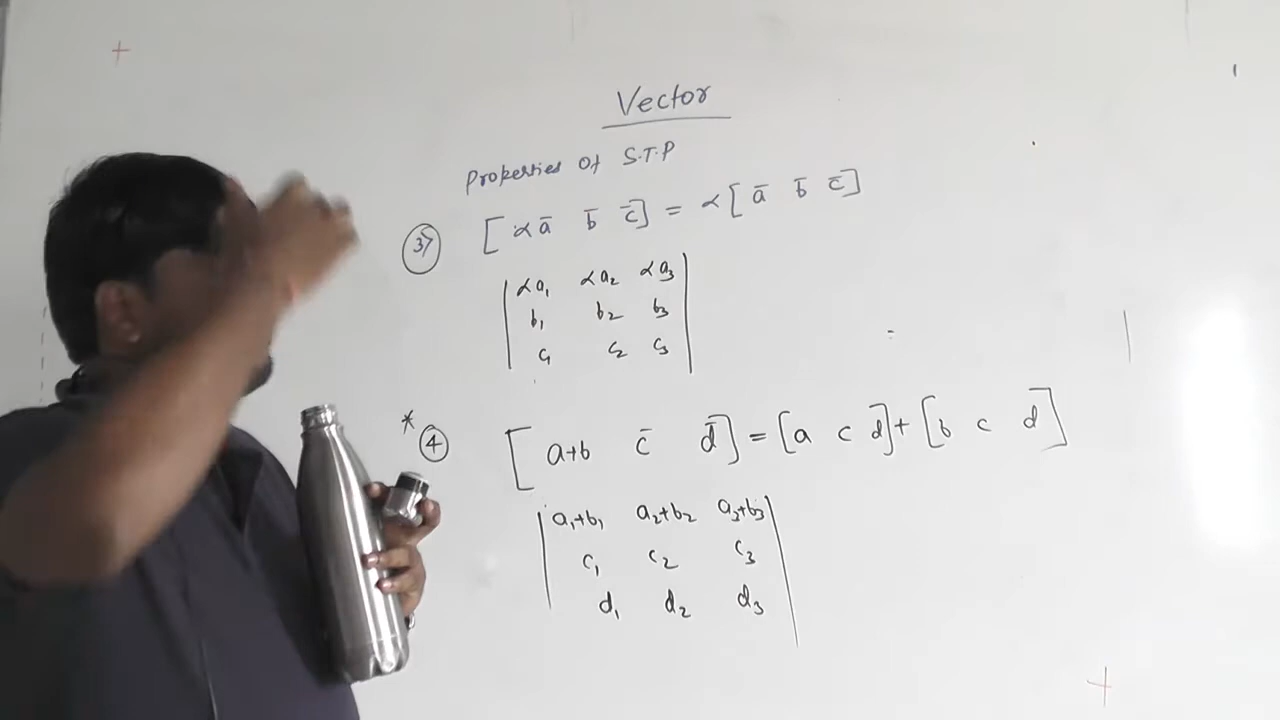 Vector
Properties Of S.T.P
3) [ αā b̄ c̄ ] = α [ ā b̄ c̄ ]
| αa₁ αa₂ αa₃ |
| b₁ b₂ b₃ |
| c₁ c₂ c₃ |
* 4 [ a+b c̄ d̄ ] = [ a c d̄ ] + [ b c d̄ ]
| a₁+b₁ a₂+b₂ a₃+b₃ |
| c₁ c₂ c₃ |
| d₁ d₂ d₃ |